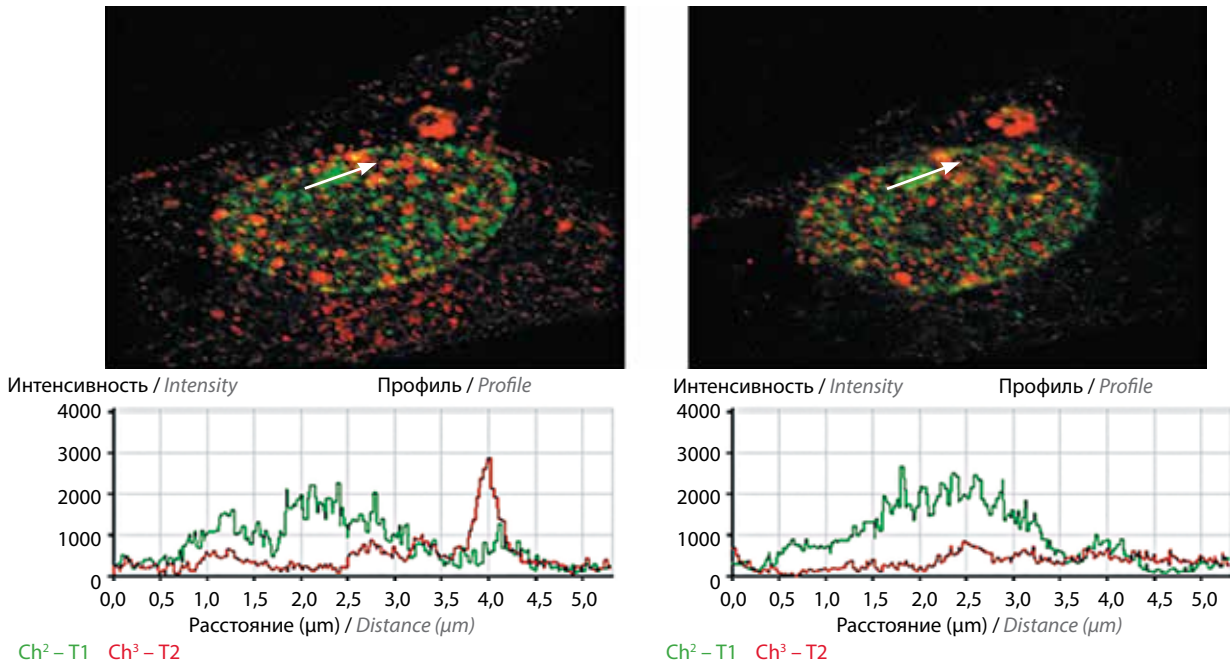 Интенсивность / Intensity Профиль / Profile
4000
3000
2000
1000
0
0,0 0,5 1,0 1,5 2,0 2,5 3,0 3,5 4,0 4,5 5,0
Расстояние (μm) / Distance (μm)
Ch² – T1 Ch³ – T2
Интенсивность / Intensity Профиль / Profile
4000
3000
2000
1000
0
0,0 0,5 1,0 1,5 2,0 2,5 3,0 3,5 4,0 4,5 5,0
Расстояние (μm) / Distance (μm)
Ch² – T1 Ch³ – T2